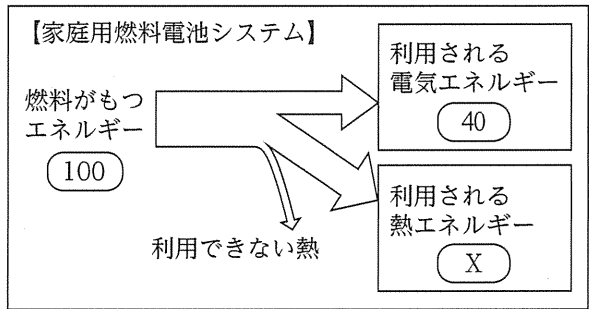 【家庭用燃料電池システム】
燃料がもつ
エネルギー
100
利用される
電気エネルギー
40
利用される
熱エネルギー
X
利用できない熱